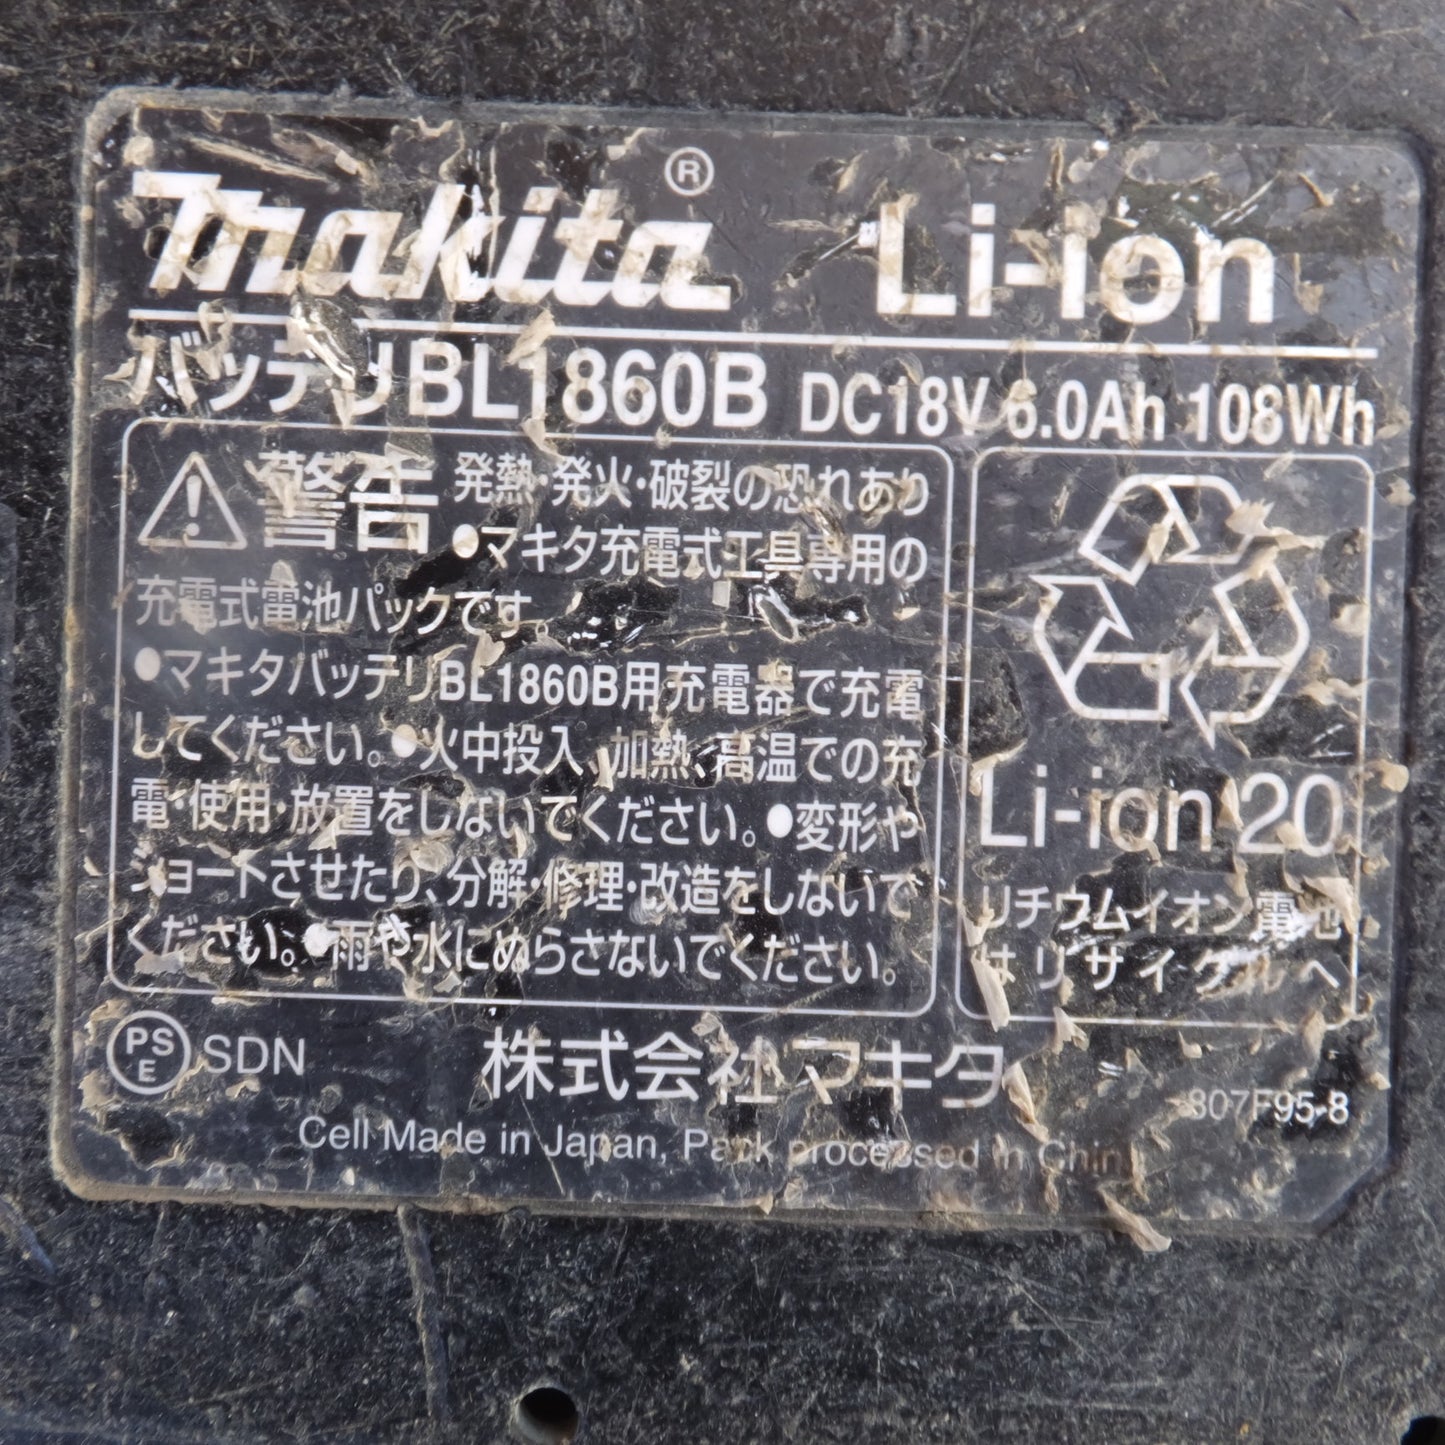 makita®
Li-ion
バッテリBL1860B DC18V 6.0Ah 108Wh
警告 発熱・発火・破裂の恐れあり
●マキタ充電式工具専用の
充電式電池パックです。
●マキタバッテリBL1860B用充電器で充電
してください。●火中投入、加熱、高温での充
電・使用・放置をしないでください。●変形や
ショートさせたり、分解・修理・改造をしないで
ください。●雨や水にぬらさないでください。
Li-ion 20
リチウムイオン電池
はリサイクルへ
PS
E
SDN
株式会社マキタ
807F95-8
Cell Made in Japan, Pack processed in China